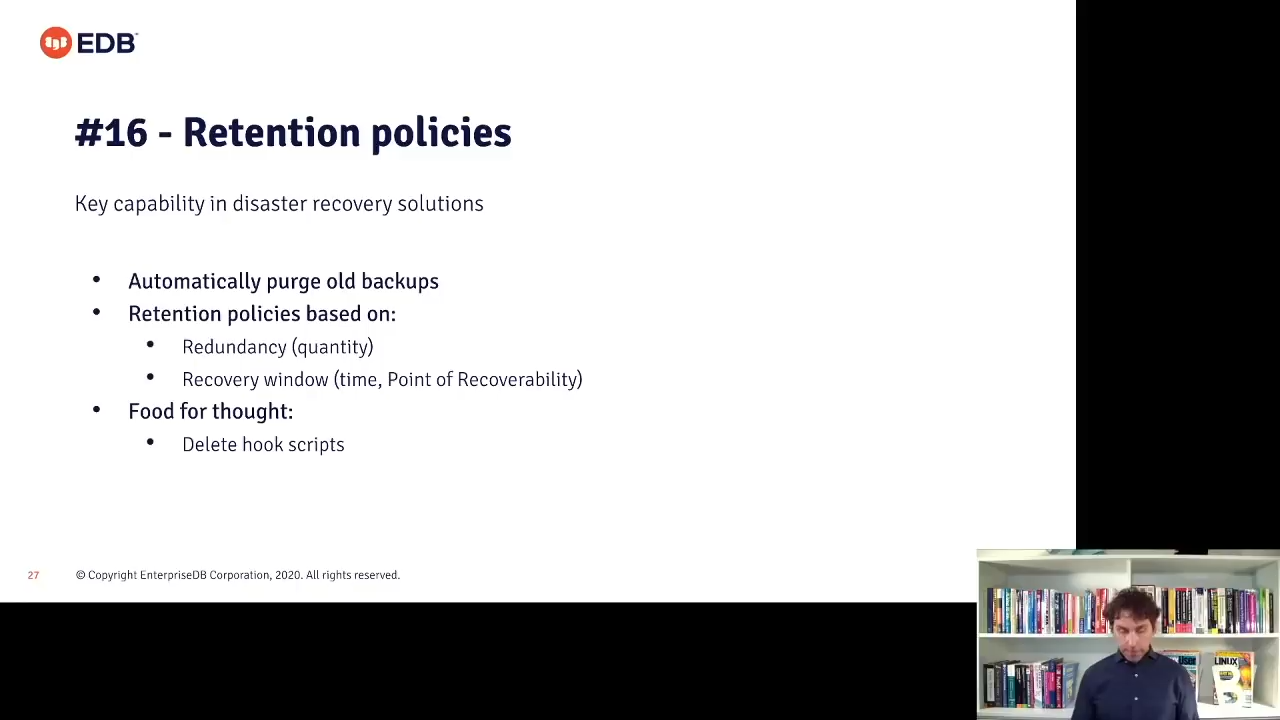 EDB
#16 - Retention policies
Key capability in disaster recovery solutions
• Automatically purge old backups
• Retention policies based on:
• Redundancy (quantity)
• Recovery window (time, Point of Recoverability)
• Food for thought:
• Delete hook scripts
27 © Copyright EnterpriseDB Corporation, 2020. All rights reserved.
User
LINUX